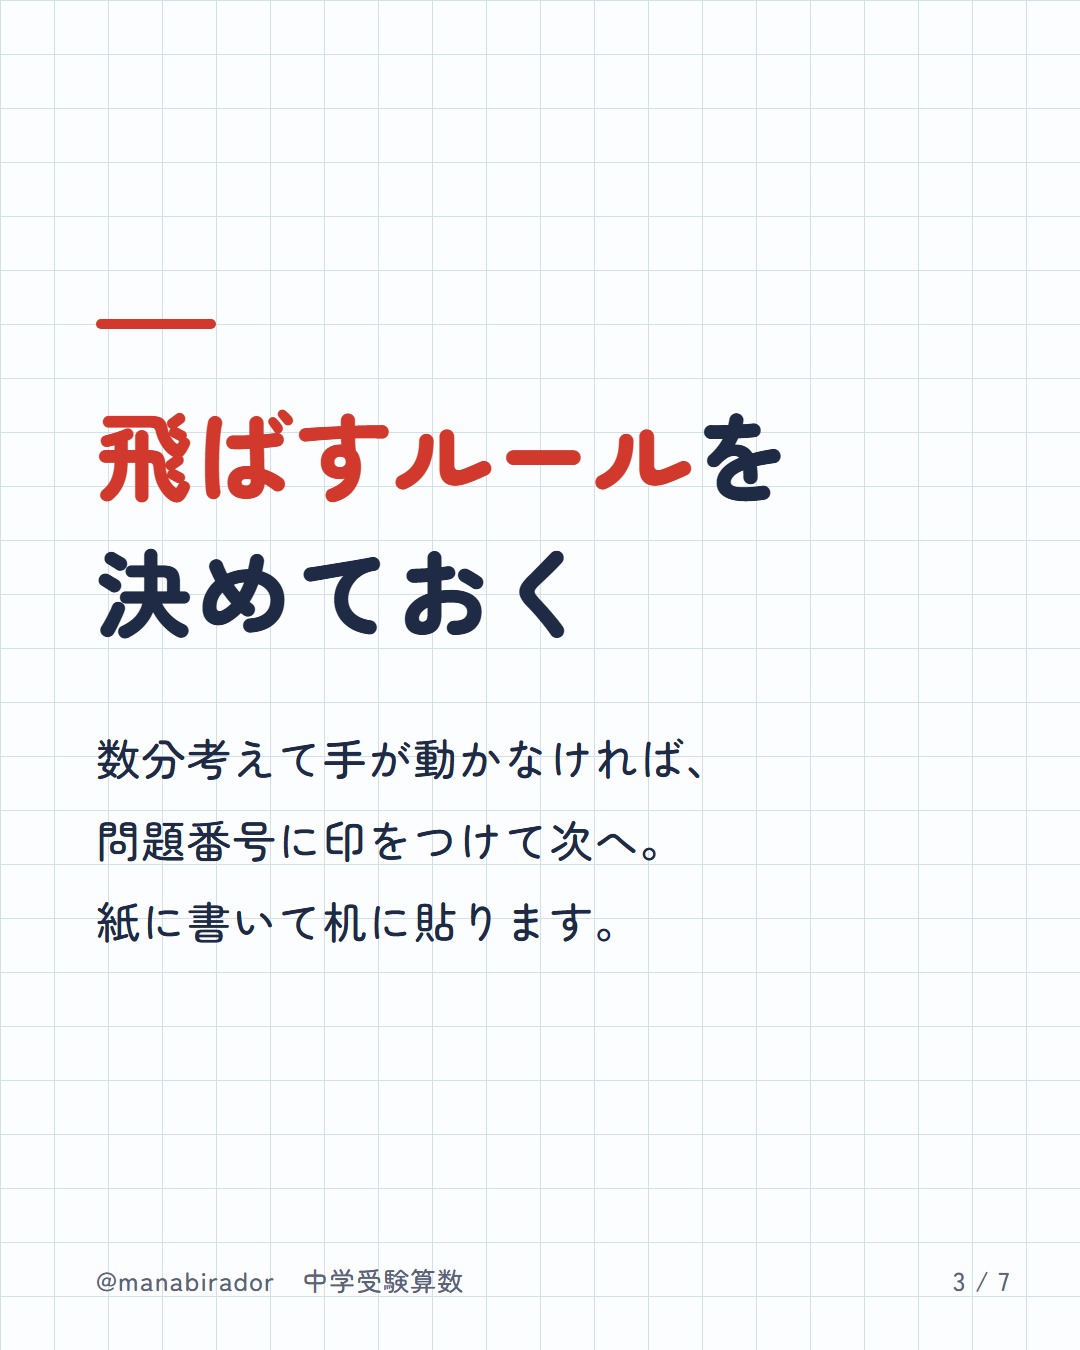 飛ばすルールを
決めておく
数分考えて手が動かなければ、
問題番号に印をつけて次へ。
紙に書いて机に貼ります。
@manabirador　中学受験算数
3 / 7